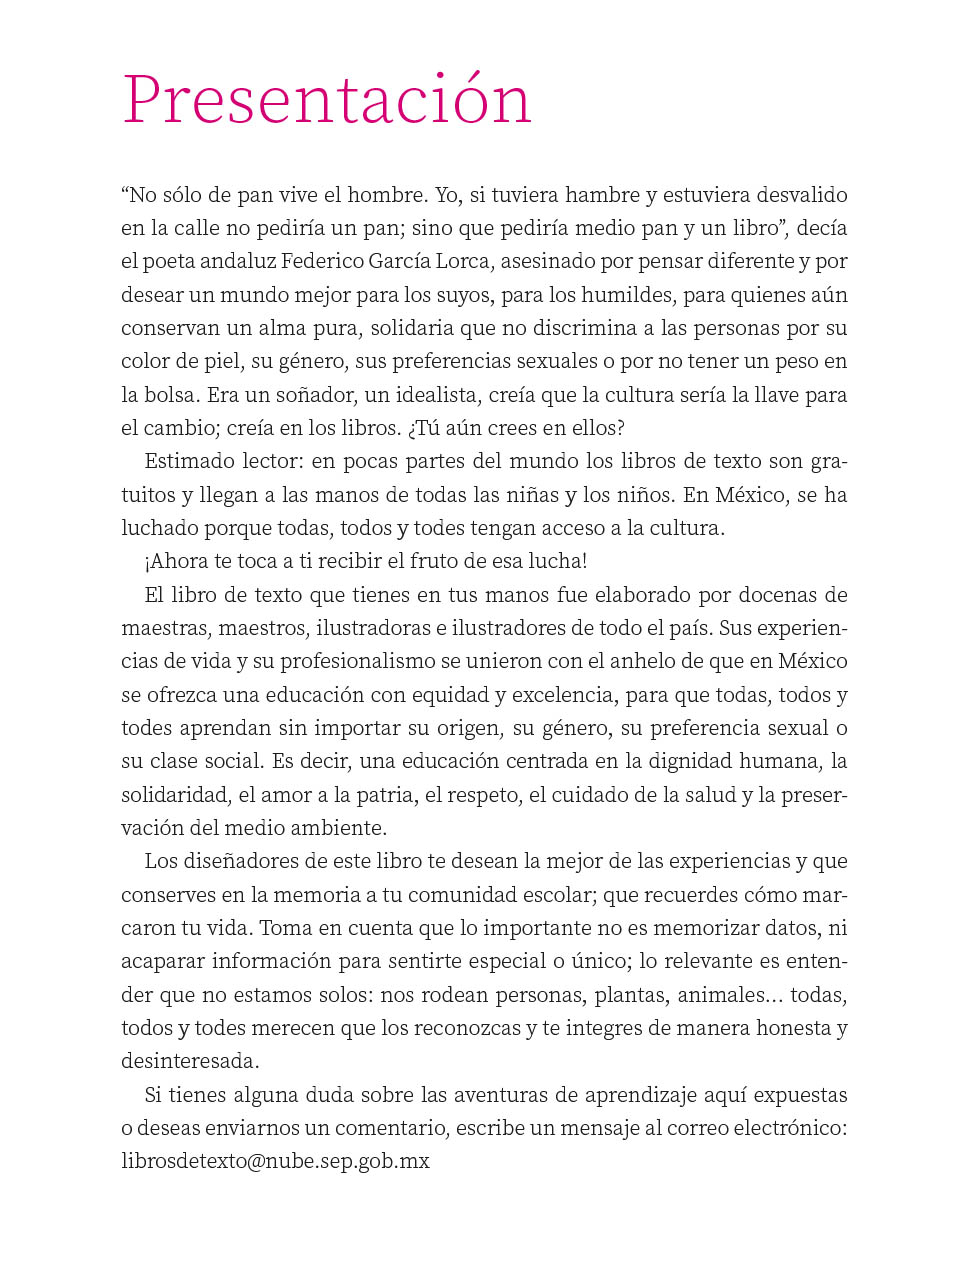 Presentación
“No sólo de pan vive el hombre. Yo, si tuviera hambre y estuviera desvalido
en la calle no pediría un pan; sino que pediría medio pan y un libro”, decía
el poeta andaluz Federico García Lorca, asesinado por pensar diferente y por
desear un mundo mejor para los suyos, para los humildes, para quienes aún
conservan un alma pura, solidaria que no discrimina a las personas por su
color de piel, su género, sus preferencias sexuales o por no tener un peso en
la bolsa. Era un soñador, un idealista, creía que la cultura sería la llave para
el cambio; creía en los libros. ¿Tú aún crees en ellos?
Estimado lector: en pocas partes del mundo los libros de texto son gra-
tuitos y llegan a las manos de todas las niñas y los niños. En México, se ha
luchado porque todas, todos y todes tengan acceso a la cultura.
¡Ahora te toca a ti recibir el fruto de esa lucha!
El libro de texto que tienes en tus manos fue elaborado por docenas de
maestras, maestros, ilustradoras e ilustradores de todo el país. Sus experien-
cias de vida y su profesionalismo se unieron con el anhelo de que en México
se ofrezca una educación con equidad y excelencia, para que todas, todos y
todes aprendan sin importar su origen, su género, su preferencia sexual o
su clase social. Es decir, una educación centrada en la dignidad humana, la
solidaridad, el amor a la patria, el respeto, el cuidado de la salud y la preser-
vación del medio ambiente.
Los diseñadores de este libro te desean la mejor de las experiencias y que
conserves en la memoria a tu comunidad escolar; que recuerdes cómo mar-
caron tu vida. Toma en cuenta que lo importante no es memorizar datos, ni
acaparar información para sentirte especial o único; lo relevante es enten-
der que no estamos solos: nos rodean personas, plantas, animales… todas,
todos y todes merecen que los reconozcas y te integres de manera honesta y
desinteresada.
Si tienes alguna duda sobre las aventuras de aprendizaje aquí expuestas
o deseas enviarnos un comentario, escribe un mensaje al correo electrónico:
librosdetexto@nube.sep.gob.mx